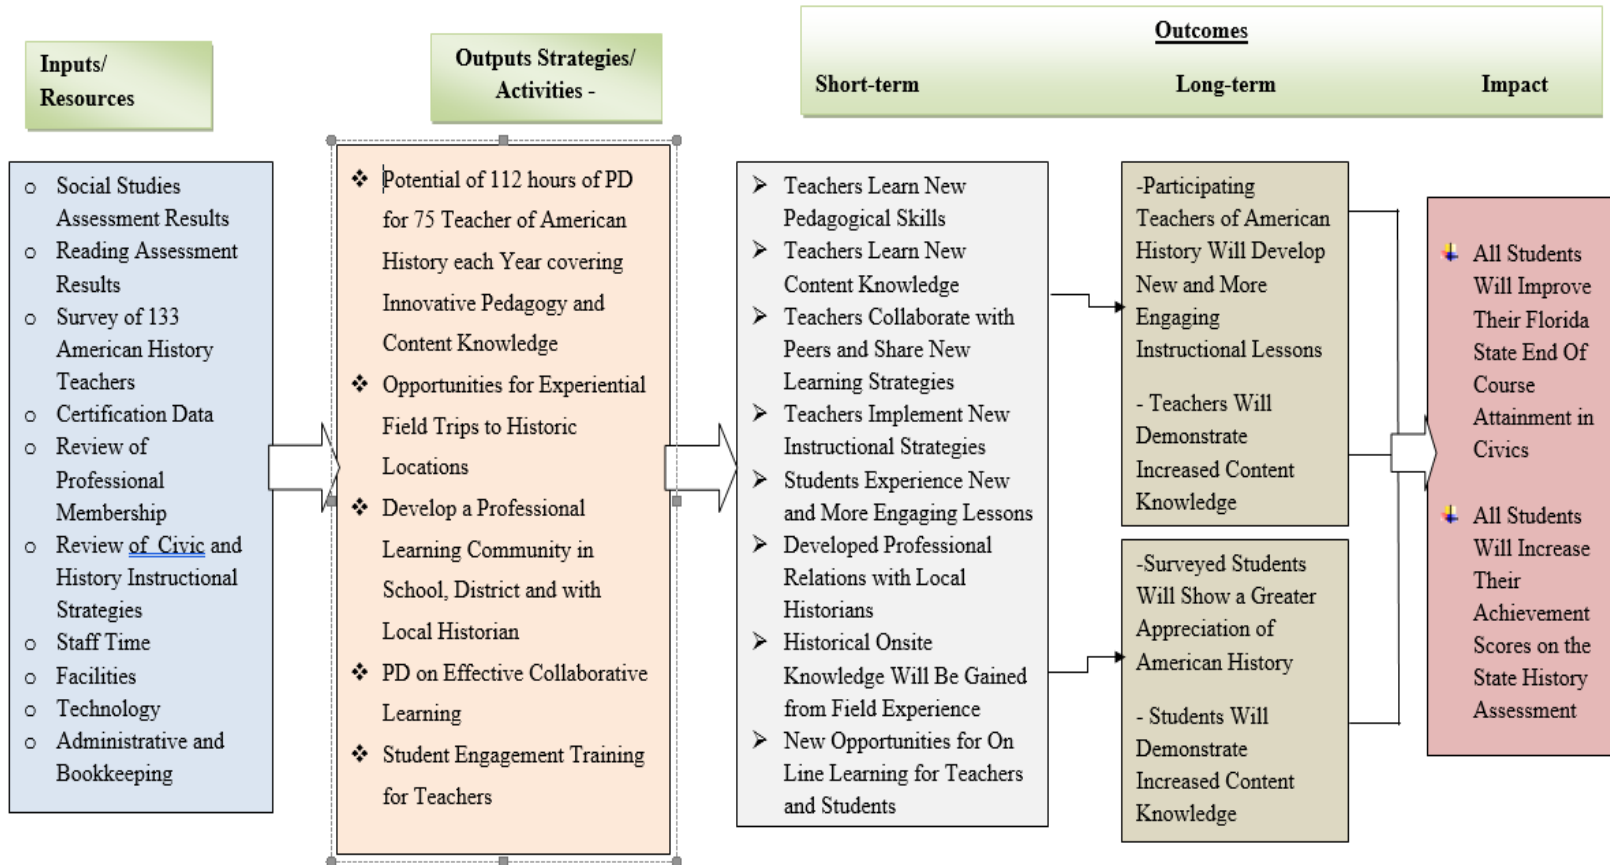 Inputs/
Resources
Outputs Strategies/
Activities -
Outcomes
Short-term
Long-term
Impact
Social Studies
Assessment Results
Reading Assessment
Results
Survey of 133
American History
Teachers
Certification Data
Review of
Professional
Membership
Review of  Civic and
History Instructional
Strategies
Staff Time
Facilities
Technology
Administrative and
Bookkeeping
Potential of 112 hours of PD
for 75 Teacher of American
History each Year covering
Innovative Pedagogy and
Content Knowledge
Opportunities for Experiential
Field Trips to Historic
Locations
Develop a Professional
Learning Community in
School, District and with
Local Historian
PD on Effective Collaborative
Learning
Student Engagement Training
for Teachers
Teachers Learn New
Pedagogical Skills
Teachers Learn New
Content Knowledge
Teachers Collaborate with
Peers and Share New
Learning Strategies
Teachers Implement New
Instructional Strategies
Students Experience New
and More Engaging Lessons
Developed Professional
Relations with Local
Historians
Historical Onsite
Knowledge Will Be Gained
from Field Experience
New Opportunities for On
Line Learning for Teachers
and Students
-Participating
Teachers of American
History Will Develop
New and More
Engaging
Instructional Lessons
- Teachers Will
Demonstrate
Increased Content
Knowledge
-Surveyed Students
Will Show a Greater
Appreciation of
American History
- Students Will
Demonstrate
Increased Content
Knowledge
All Students
Will Improve
Their Florida
State End Of
Course
Attainment in
Civics
All Students
Will Increase
Their
Achievement
Scores on the
State History
Assessment